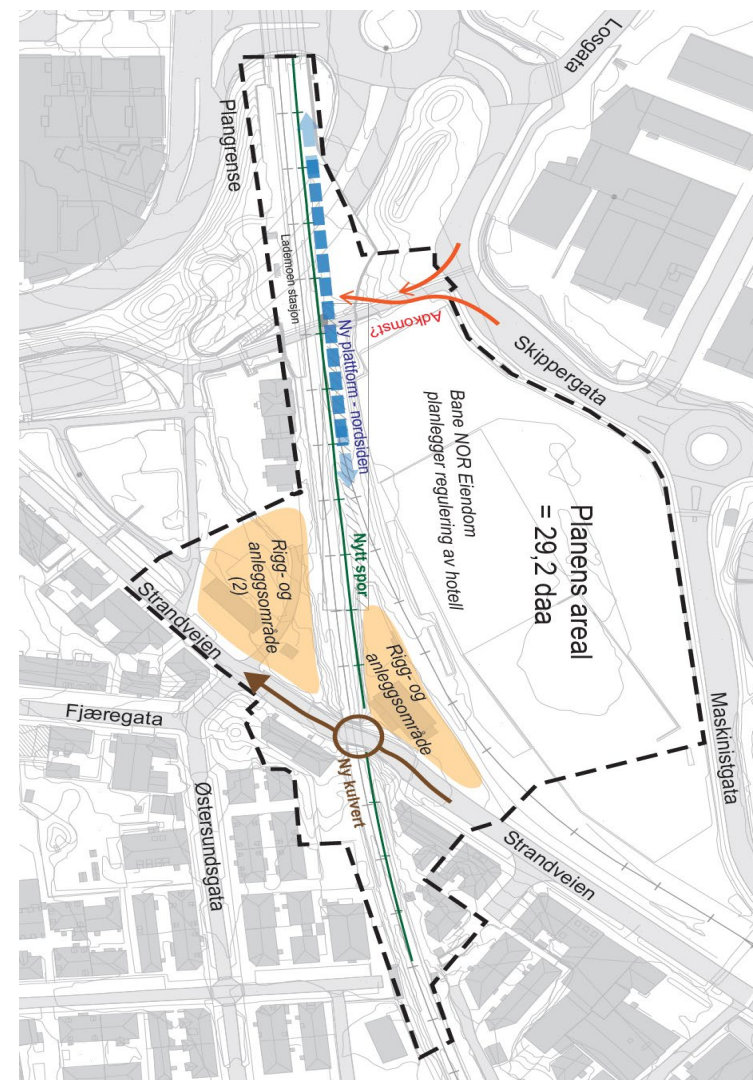 Losgata
Plangrense
Lademoen stasjon
Adkomst?
Skippergata
Ny plattform - nordsiden
Bane NOR Eiendom
planlegger regulering av hotell
Planens areal
= 29,2 daa
Nytt spor
Rigg- og
anleggsområde
(2)
Rigg- og
anleggsområde
Strandveien
Maskinistgata
Fjæregata
Ny kulvert
Østersundsgata
Strandveien